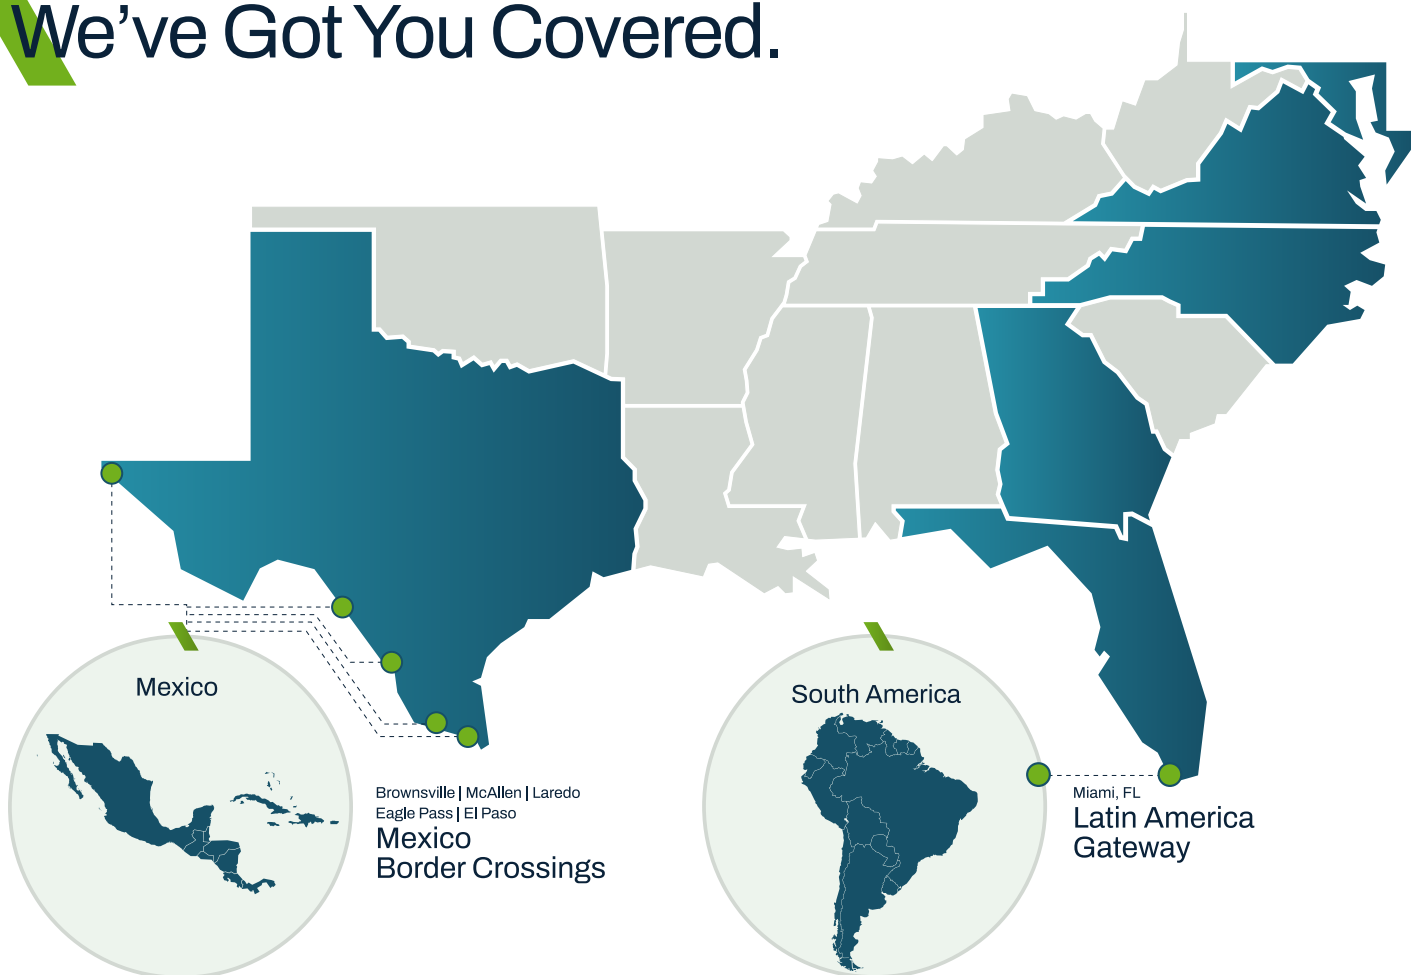 We’ve Got You Covered.
Mexico
South America
Brownsville | McAllen | Laredo
Eagle Pass | El Paso
Mexico
Border Crossings
Miami, FL
Latin America
Gateway